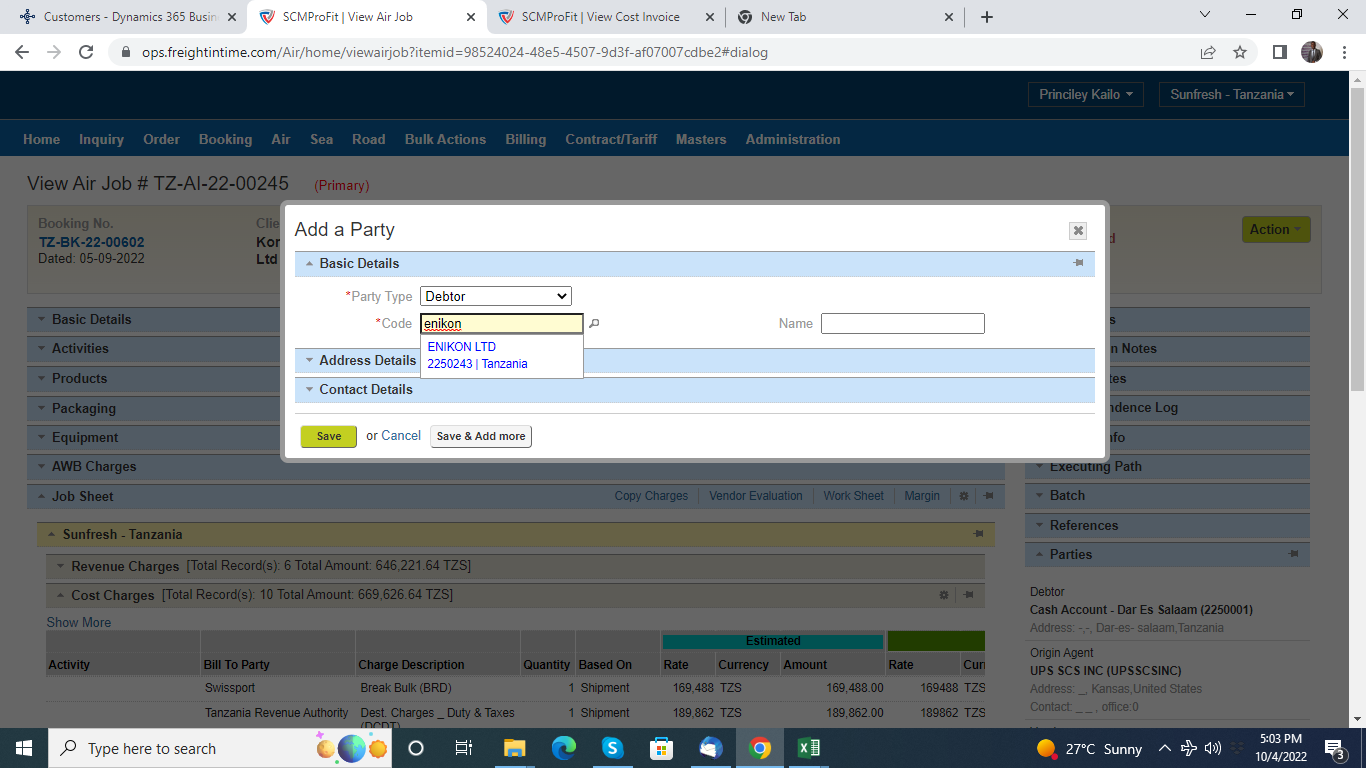 Customers - Dynamics 365 Busin
SCMProFit | View Air Job
SCMProFit | View Cost Invoice
New Tab
ops.freightintime.com/Air/home/viewairjob?itemid=98524024-48e5-4507-9d3f-af07007cdbe2#dialog
Princiley Kailo
Sunfresh - Tanzania
Home Inquiry Order Booking Air Sea Road Bulk Actions Billing Contract/Tariff Masters Administration
View Air Job # TZ-AI-22-00245 (Primary)
Booking No.
TZ-BK-22-00602
Dated: 05-09-2022
Clie
Kor
Ltd
d
Action
Add a Party
Basic Details
*Party Type Debtor
*Code enikon
Name
ENIKON LTD
2250243 | Tanzania
Address Details
Contact Details
Save or Cancel Save & Add more
Basic Details
Activities
Products
Packaging
Equipment
AWB Charges
Job Sheet
Copy Charges Vendor Evaluation Work Sheet Margin
Sunfresh - Tanzania
Revenue Charges [Total Record(s): 6 Total Amount: 646,221.64 TZS]
Cost Charges [Total Record(s): 10 Total Amount: 669,626.64 TZS]
Show More
Estimated
Activity Bill To Party Charge Description Quantity Based On Rate Currency Amount Rate Curr
Swissport Break Bulk (BRD) 1 Shipment 169,488 TZS 169,488.00 169488 TZS
Tanzania Revenue Authority Dest. Charges _ Duty & Taxes 1 Shipment 189,862 TZS 189,862.00 189862 TZS
(DCDT)
s
n Notes
tes
ndence Log
nfo
Executing Path
Batch
References
Parties
Debtor
Cash Account - Dar Es Salaam (2250001)
Address: -,-, Dar-es- salaam,Tanzania
Origin Agent
UPS SCS INC (UPSSCSINC)
Address: _, Kansas,United States
Contact: _ _ , office:0
Type here to search
27°C Sunny
5:03 PM
10/4/2022
3